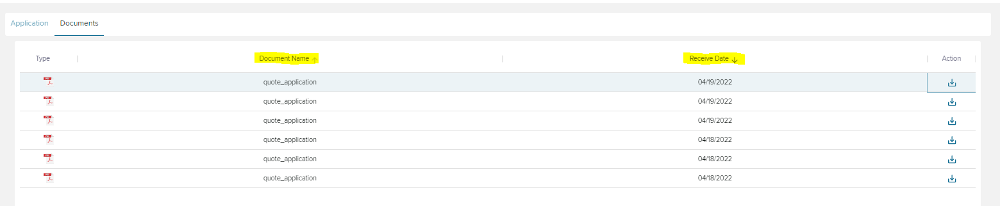 Application Documents
Type Document Name Receive Date Action
quote_application 04/19/2022
quote_application 04/19/2022
quote_application 04/19/2022
quote_application 04/18/2022
quote_application 04/18/2022
quote_application 04/18/2022